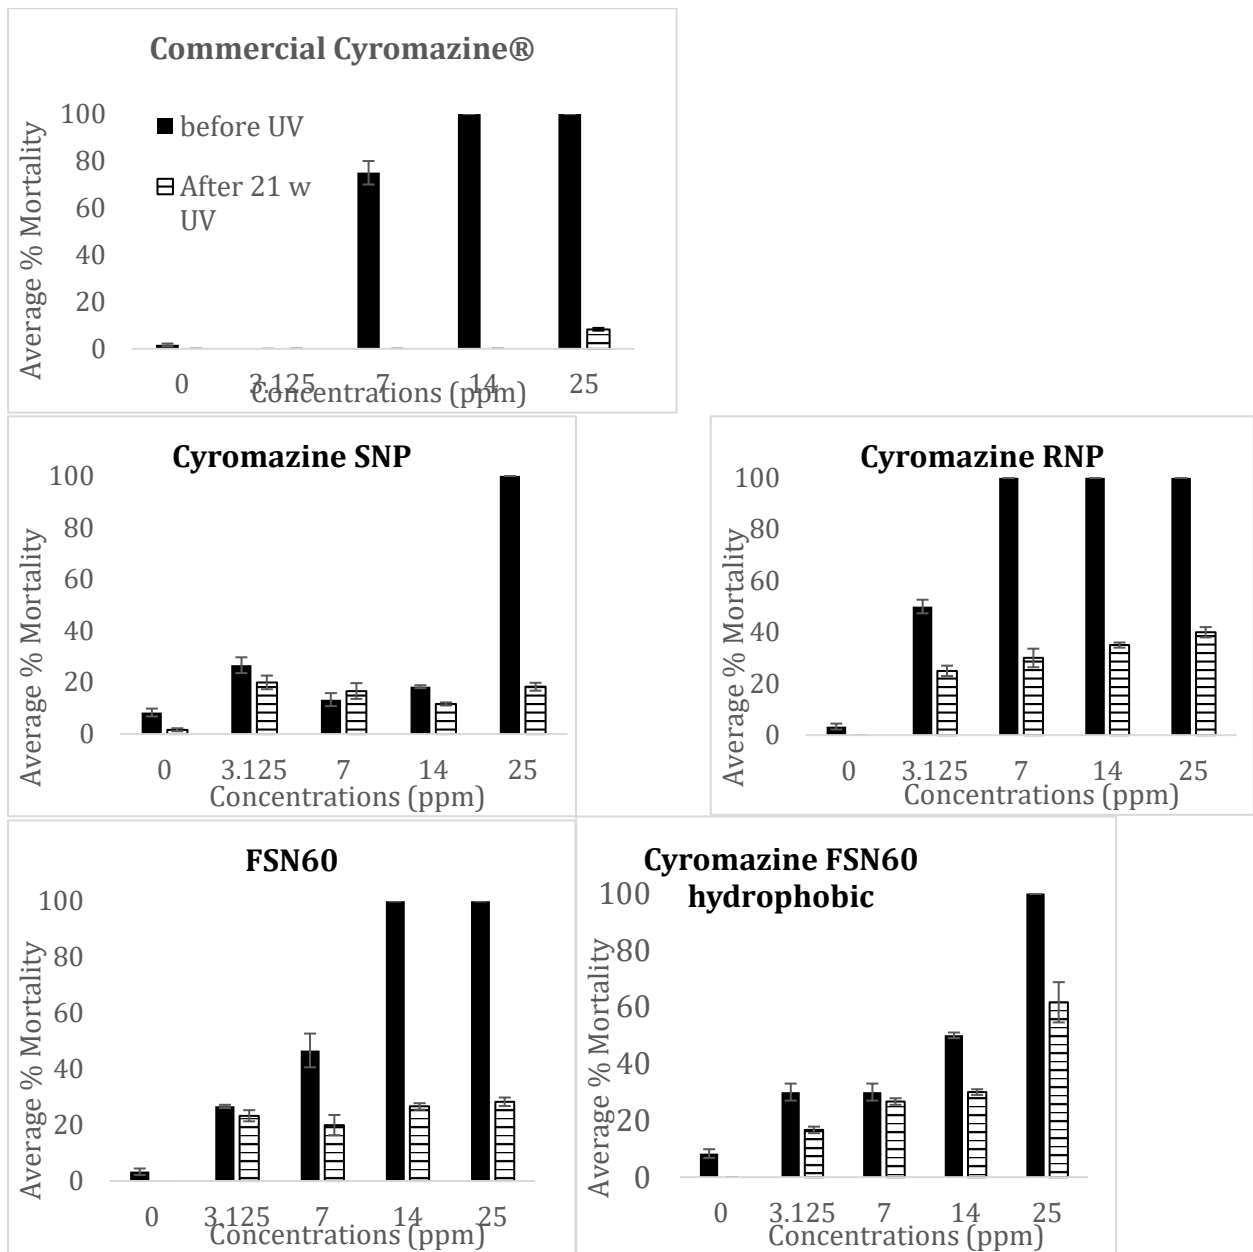 Commercial Cyromazine®
Average % Mortality
100
80
60
40
20
0
before UV
After 21 w
UV
0 3.125 7 14 25
Concentrations (ppm)
Cyromazine SNP
Average % Mortality
100
80
60
40
20
0
0 3.125 7 14 25
Concentrations (ppm)
Cyromazine RNP
Average % Mortality
100
80
60
40
20
0
0 3.125 7 14 25
Concentrations (ppm)
FSN60
Average % Mortality
100
80
60
40
20
0
0 3.125 7 14 25
Concentrations (ppm)
Cyromazine FSN60
hydrophobic
Average % Mortality
100
80
60
40
20
0
0 3.125 7 14 25
Concentrations (ppm)